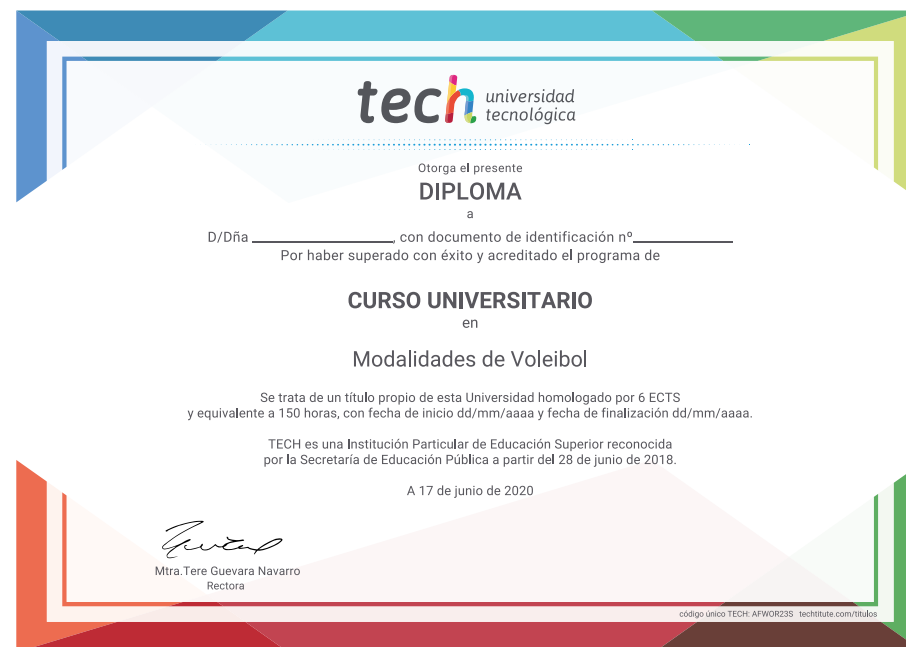 tech universidad
tecnológica
Otorga el presente
DIPLOMA
a
D/Dña ____________________, con documento de identificación nº______________
Por haber superado con éxito y acreditado el programa de
CURSO UNIVERSITARIO
en
Modalidades de Voleibol
Se trata de un título propio de esta Universidad homologado por 6 ECTS
y equivalente a 150 horas, con fecha de inicio dd/mm/aaaa y fecha de finalización dd/mm/aaaa.
TECH es una Institución Particular de Educación Superior reconocida
por la Secretaría de Educación Pública a partir del 28 de junio de 2018.
A 17 de junio de 2020
Mtra.Tere Guevara Navarro
Rectora
código único TECH: AFWOR23S techtitute.com/titulos